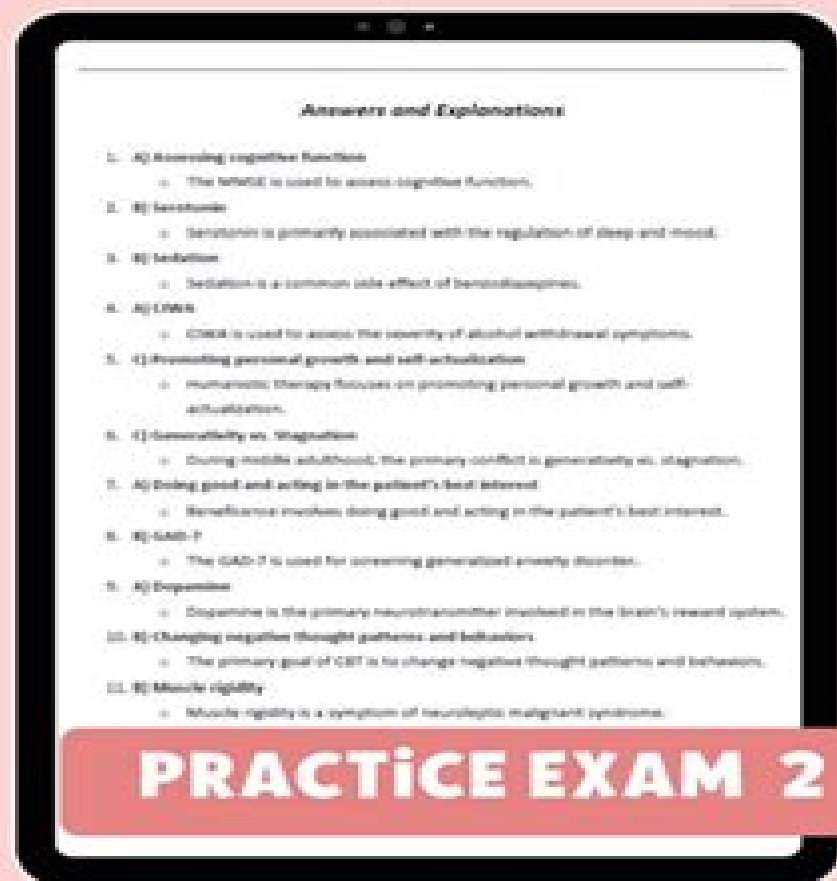 Answers and Explanations
1. A) Assessing cognitive function
o The MMSE is used to assess cognitive function.
2. B) Serotonin
o Serotonin is primarily associated with the regulation of sleep and mood.
3. B) Sedation
o Sedation is a common side effect of benzodiazepines.
4. A) CIWA
o CIWA is used to assess the severity of alcohol withdrawal symptoms.
5. C) Promoting personal growth and self-actualization
o Humanistic therapy focuses on promoting personal growth and self-
actualization.
6. C) Generativity vs. Stagnation
o During middle adulthood, the primary conflict is generativity vs. stagnation.
7. A) Doing good and acting in the patient's best interest
o Beneficence involves doing good and acting in the patient's best interest.
8. B) GAD-7
o The GAD-7 is used for screening generalized anxiety disorder.
9. A) Dopamine
o Dopamine is the primary neurotransmitter involved in the brain's reward system.
10. B) Changing negative thought patterns and behaviors
o The primary goal of CBT is to change negative thought patterns and behaviors.
11. B) Muscle rigidity
o Muscle rigidity is a symptom of neuroleptic malignant syndrome.
PRACTiCE EXAM 2